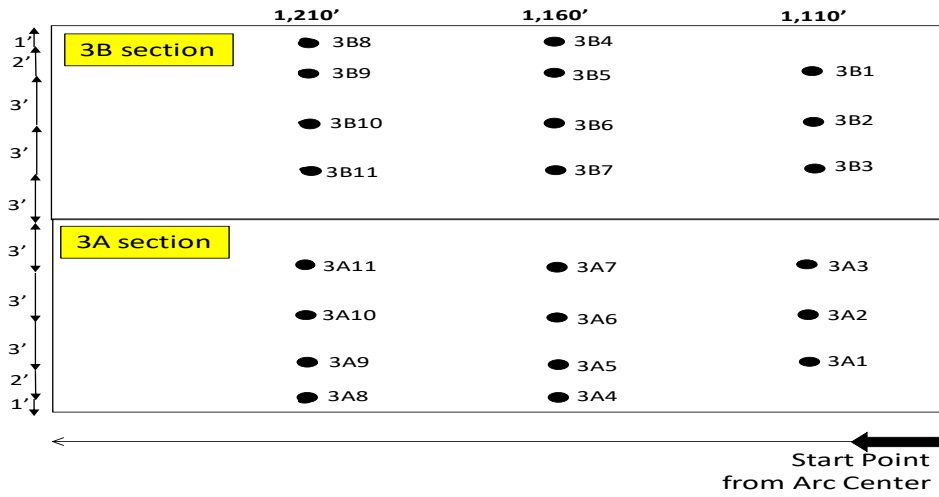 1,210’ 1,160’ 1,110’
1’ 3B section 3B8 3B4
2’ 3B9 3B5 3B1
3’ 3B10 3B6 3B2
3’ 3B11 3B7 3B3
3’
3A section
3’ 3A11 3A7 3A3
3’ 3A10 3A6 3A2
3’ 3A9 3A5 3A1
2’ 3A8 3A4
1’
Start Point
from Arc Center